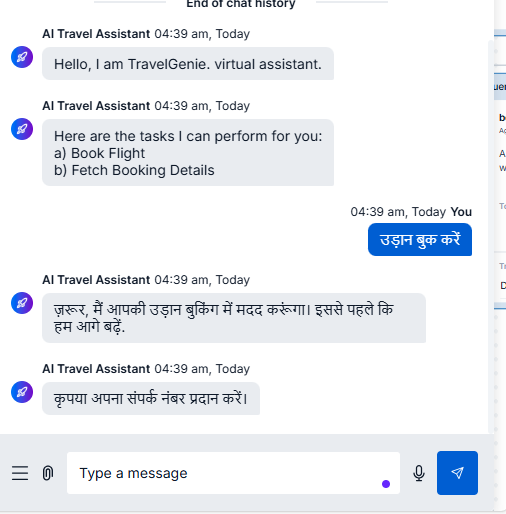 End of chat history
AI Travel Assistant 04:39 am, Today
Hello, I am TravelGenie. virtual assistant.
AI Travel Assistant 04:39 am, Today
Here are the tasks I can perform for you:
a) Book Flight
b) Fetch Booking Details
04:39 am, Today You
उड़ान बुक करें
AI Travel Assistant 04:39 am, Today
ज़रूर, मैं आपकी उड़ान बुकिंग में मदद करूंगा। इससे पहले कि
हम आगे बढ़ें.
AI Travel Assistant 04:39 am, Today
कृपया अपना संपर्क नंबर प्रदान करें।
Type a message